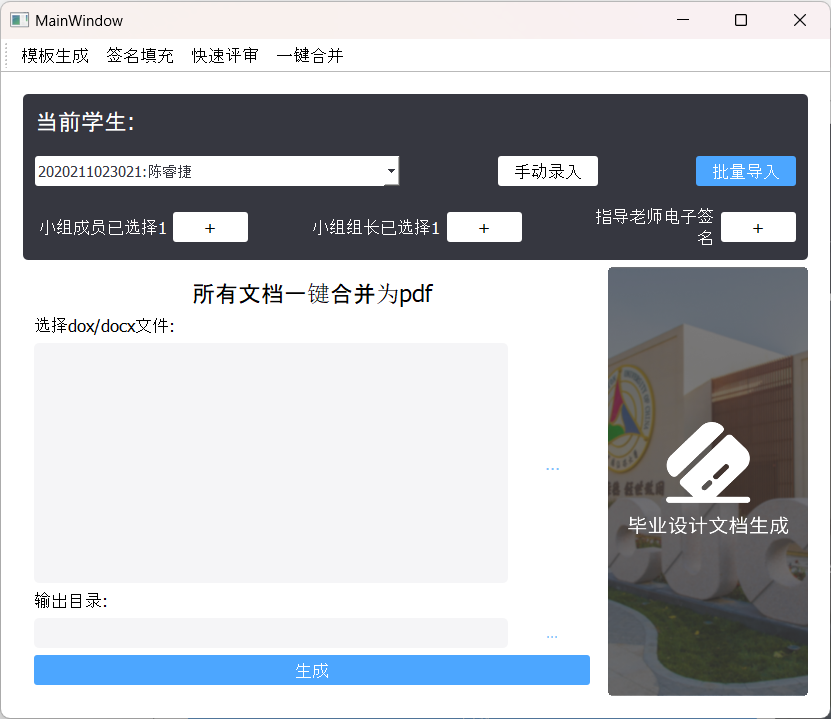 MainWindow
模板生成 签名填充 快速评审 一键合并
当前学生:
2020211023021:陈睿捷
手动录入
批量导入
小组成员已选择1 +
小组组长已选择1 +
指导老师电子签
名
+
所有文档一键合并为pdf
选择dox/docx文件:
...
毕业设计文档生成
输出目录:
...
生成